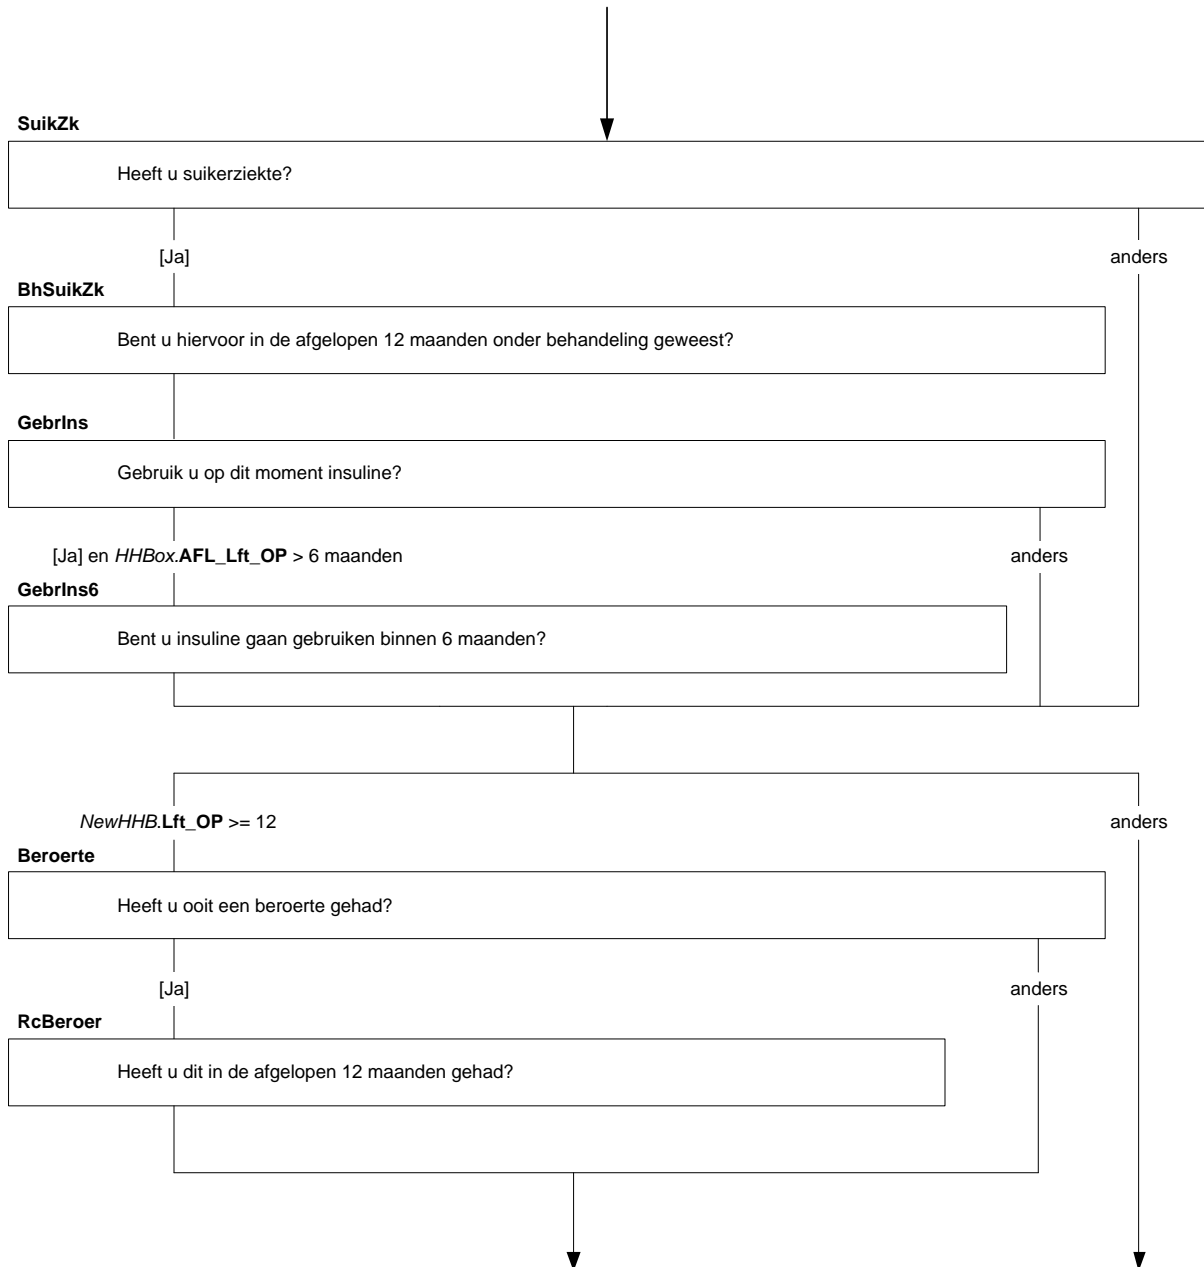 SuikZk
Heeft u suikerziekte?
[Ja]
anders
BhSuikZk
Bent u hiervoor in de afgelopen 12 maanden onder behandeling geweest?
GebrIns
Gebruik u op dit moment insuline?
[Ja] en HHBox.AFL_Lft_OP > 6 maanden
anders
GebrIns6
Bent u insuline gaan gebruiken binnen 6 maanden?
NewHHB.Lft_OP >= 12
anders
Beroerte
Heeft u ooit een beroerte gehad?
[Ja]
anders
RcBeroer
Heeft u dit in de afgelopen 12 maanden gehad?